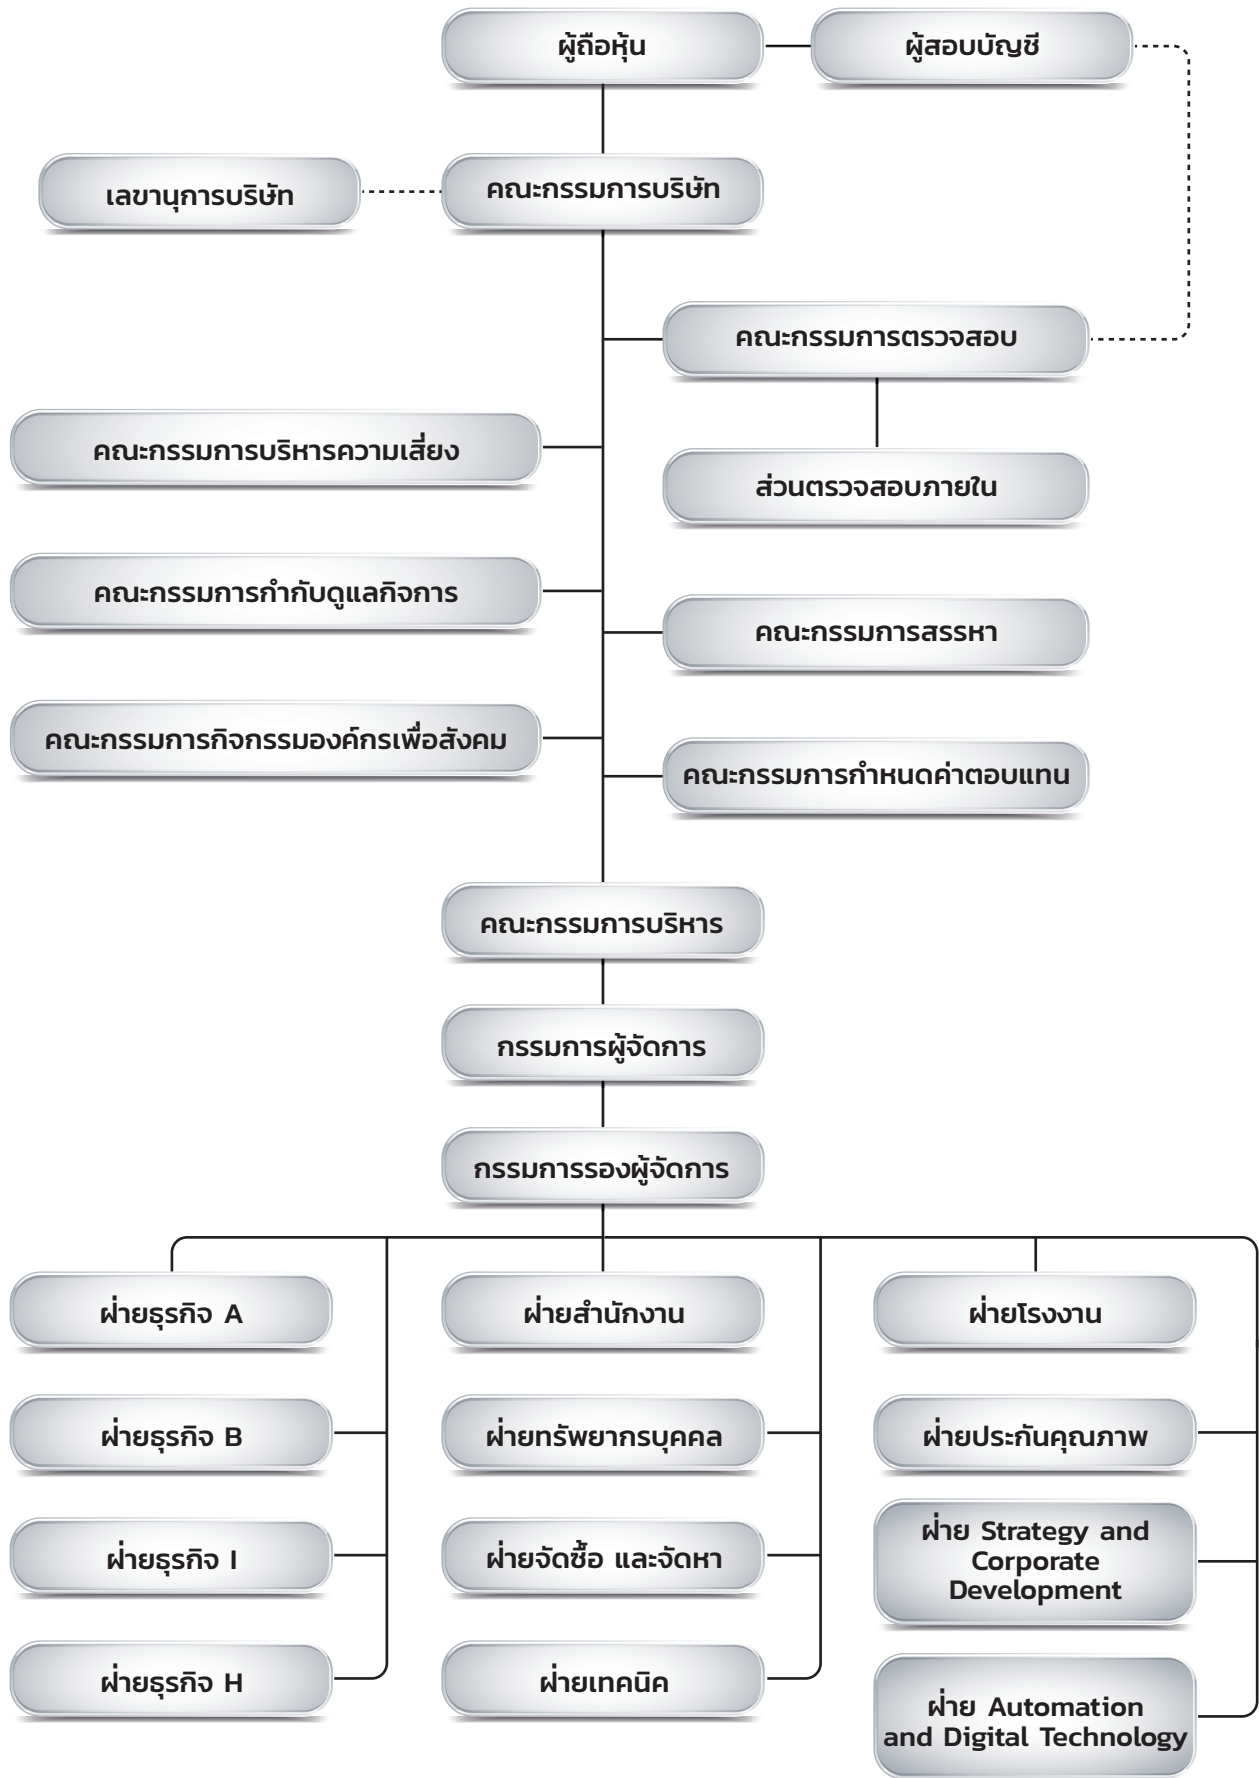 ผู้ถือหุ้น
ผู้สอบบัญชี
เลขานุการบริษัท
คณะกรรมการบริษัท
คณะกรรมการตรวจสอบ
คณะกรรมการบริหารความเสี่ยง
ส่วนตรวจสอบภายใน
คณะกรรมการกำกับดูแลกิจการ
คณะกรรมการสรรหา
คณะกรรมการกิจกรรมองค์กรเพื่อสังคม
คณะกรรมการกำหนดค่าตอบแทน
คณะกรรมการบริหาร
กรรมการผู้จัดการ
กรรมการรองผู้จัดการ
ฝ่ายธุรกิจ A
ฝ่ายสำนักงาน
ฝ่ายโรงงาน
ฝ่ายธุรกิจ B
ฝ่ายทรัพยากรบุคคล
ฝ่ายประกันคุณภาพ
ฝ่ายธุรกิจ I
ฝ่ายจัดซื้อ และจัดหา
ฝ่าย Strategy and
Corporate
Development
ฝ่ายธุรกิจ H
ฝ่ายเทคนิค
ฝ่าย Automation
and Digital Technology